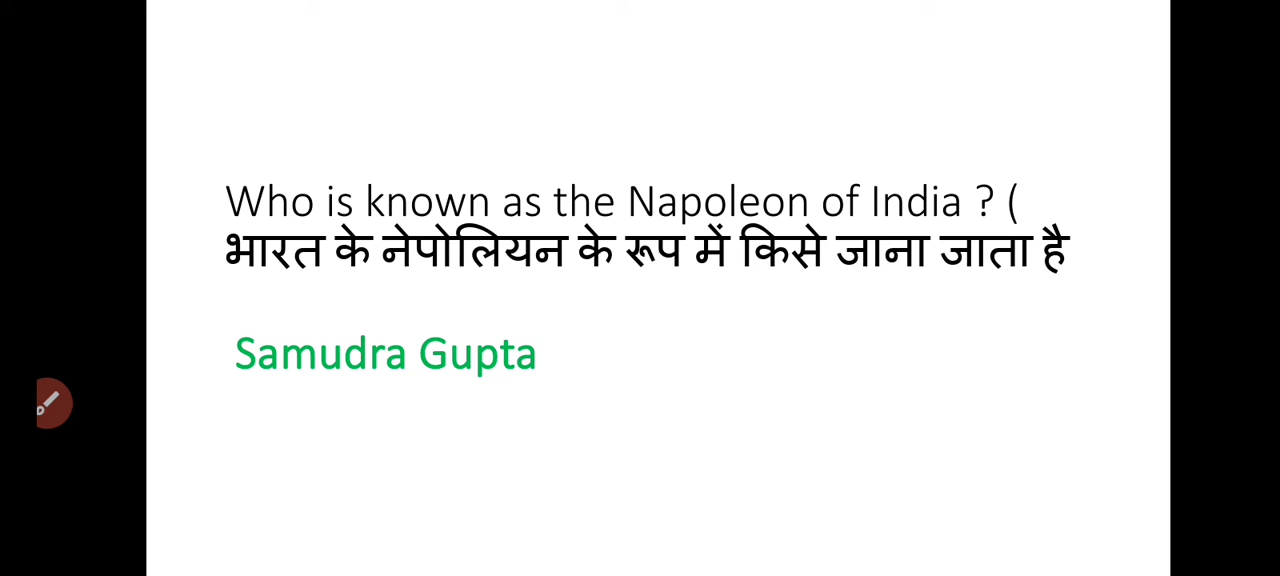 Who is known as the Napoleon of India ? (
भारत के नेपोलियन के रूप में किसे जाना जाता है
Samudra Gupta